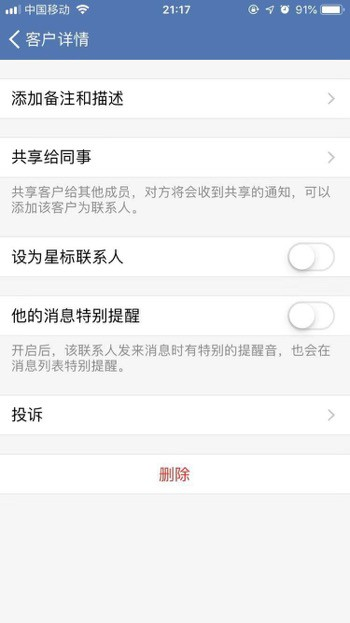 中国移动 21:17 91%
客户详情
添加备注和描述
共享给同事
共享客户给其他成员，对方将会收到共享的通知，可以
添加该客户为联系人。
设为星标联系人
他的消息特别提醒
开启后，该联系人发来消息时有特别的提醒音，也会在
消息列表特别提醒。
投诉
删除